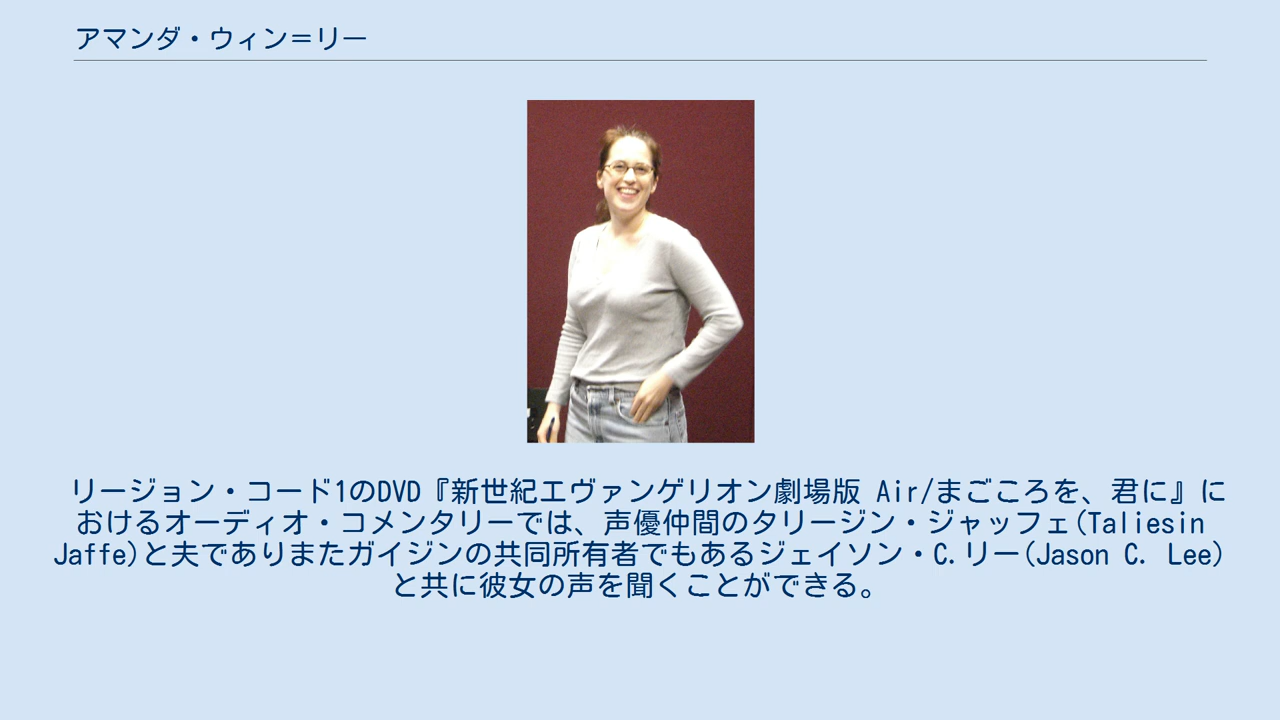 アマンダ・ウィン＝リー
リージョン・コード1のDVD『新世紀エヴァンゲリオン劇場版 Air/まごころを、君に』に
おけるオーディオ・コメンタリーでは、声優仲間のタリージン・ジャッフェ(Taliesin
Jaffe)と夫でありまたガイジンの共同所有者でもあるジェイソン・C.リー(Jason C. Lee)
と共に彼女の声を聞くことができる。